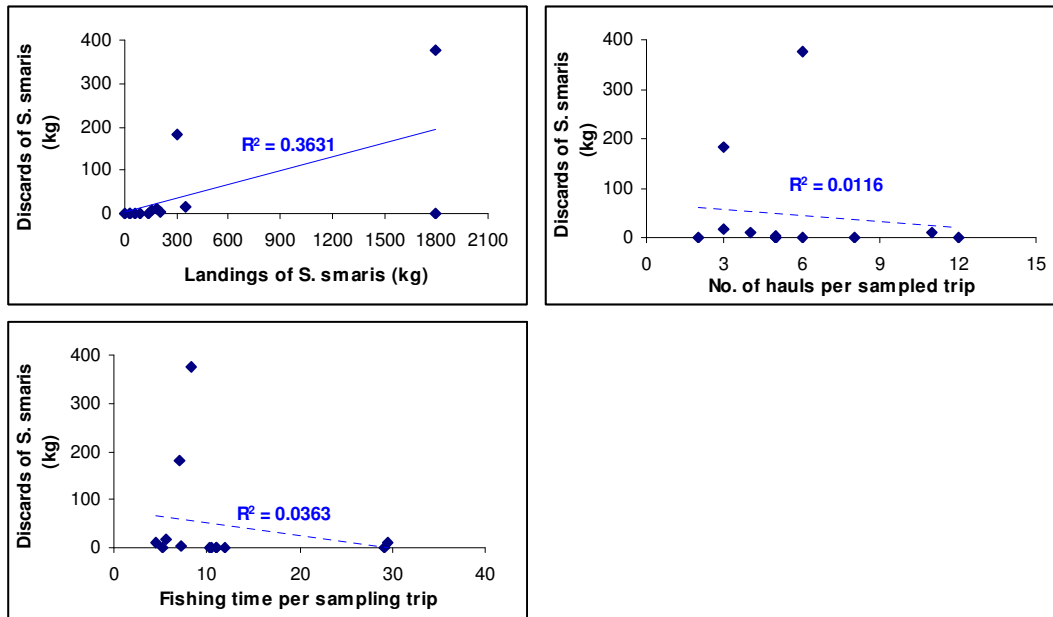 Discards of S. smaris
(kg)
400
300
200
100
0
R² = 0.3631
0 300 600 900 1200 1500 1800 2100
Landings of S. smaris (kg)
Discards of S. smaris
(kg)
400
300
200
100
0
R² = 0.0116
0 3 6 9 12 15
No. of hauls per sampled trip
Discards of S. smaris
(kg)
400
300
200
100
0
R² = 0.0363
0 10 20 30 40
Fishing time per sampling trip